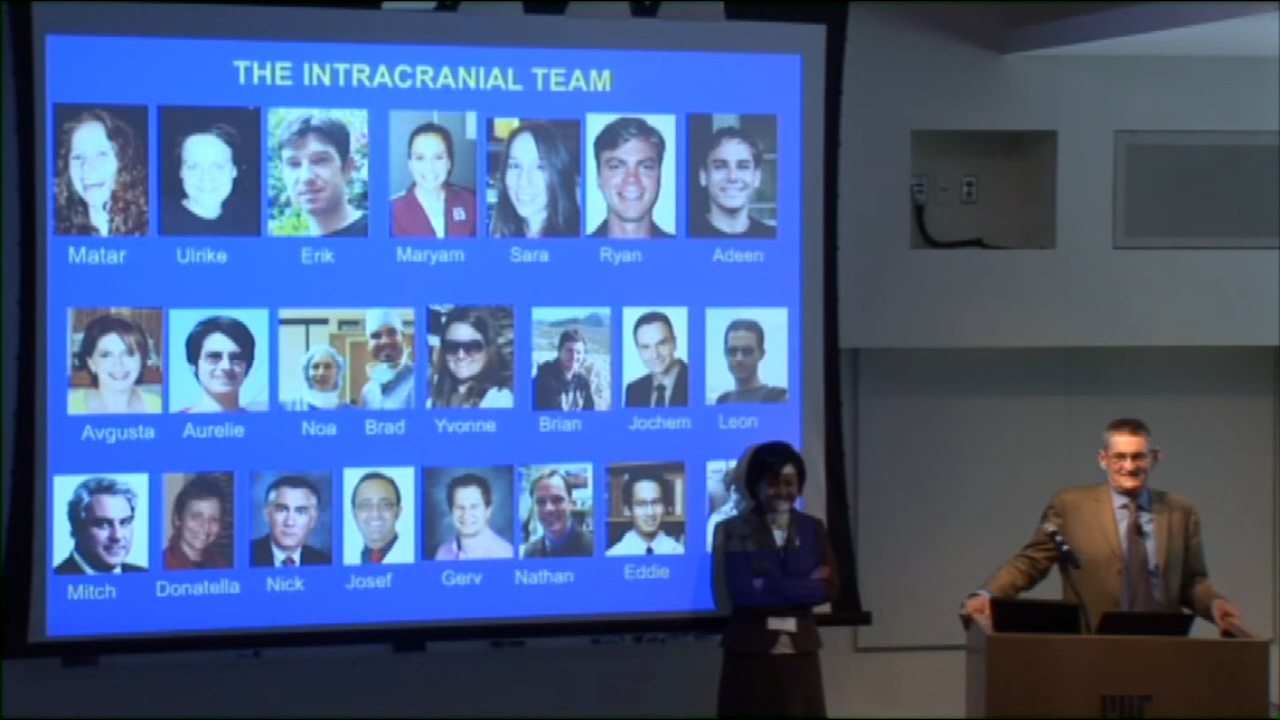 THE INTRACRANIAL TEAM
Matar Ulrike Erik Maryam Sara Ryan Adeen
Avgusta Aurelie Noa Brad Yvonne Brian Jochem Leon
Mitch Donatella Nick Josef Gerv Nathan Eddie